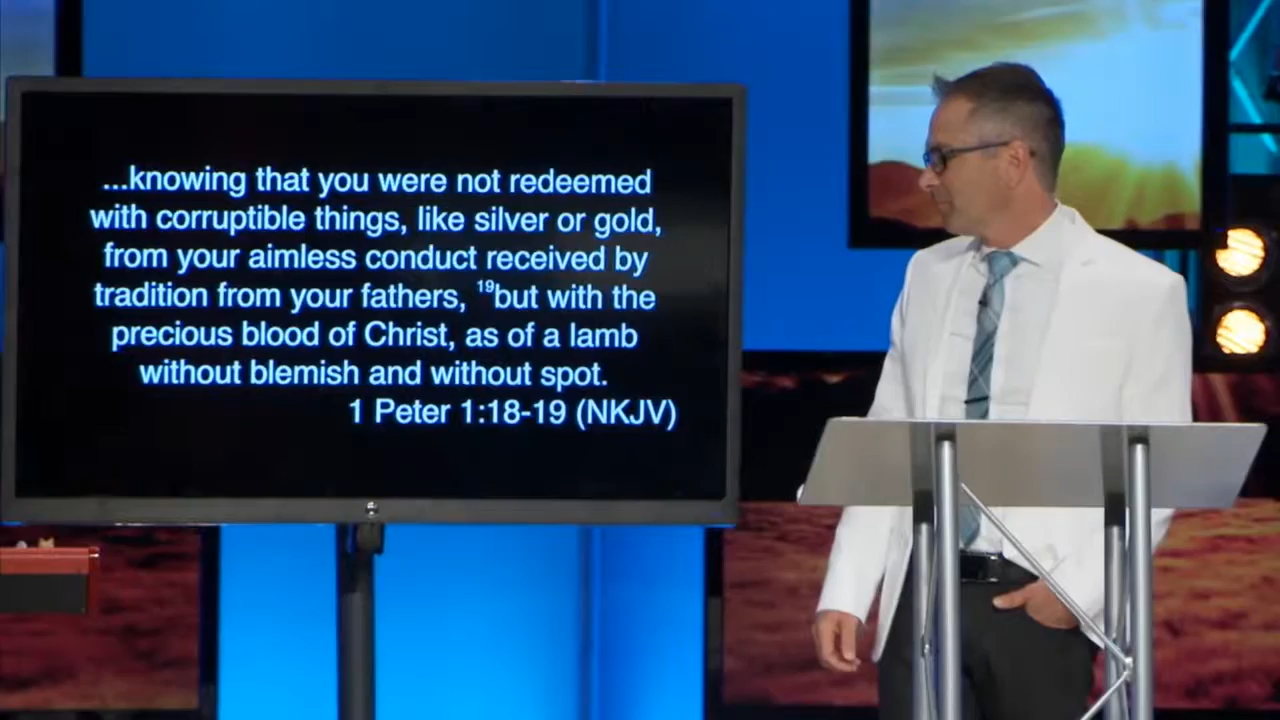 ...knowing that you were not redeemed
with corruptible things, like silver or gold,
from your aimless conduct received by
tradition from your fathers, ¹⁹but with the
precious blood of Christ, as of a lamb
without blemish and without spot.
1 Peter 1:18-19 (NKJV)